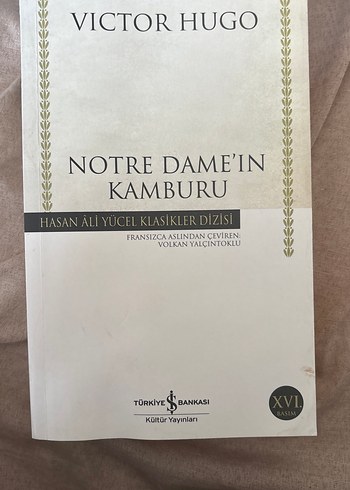 VICTOR HUGO
NOTRE DAME'IN
KAMBURU
HASAN ÂLİ YÜCEL KLASİKLER DİZİSİ
FRANSIZCA ASLINDAN ÇEVİREN:
VOLKAN YALÇINTOKLU
TÜRKİYE İŞ BANKASI
Kültür Yayınları
XVI.
BASIM